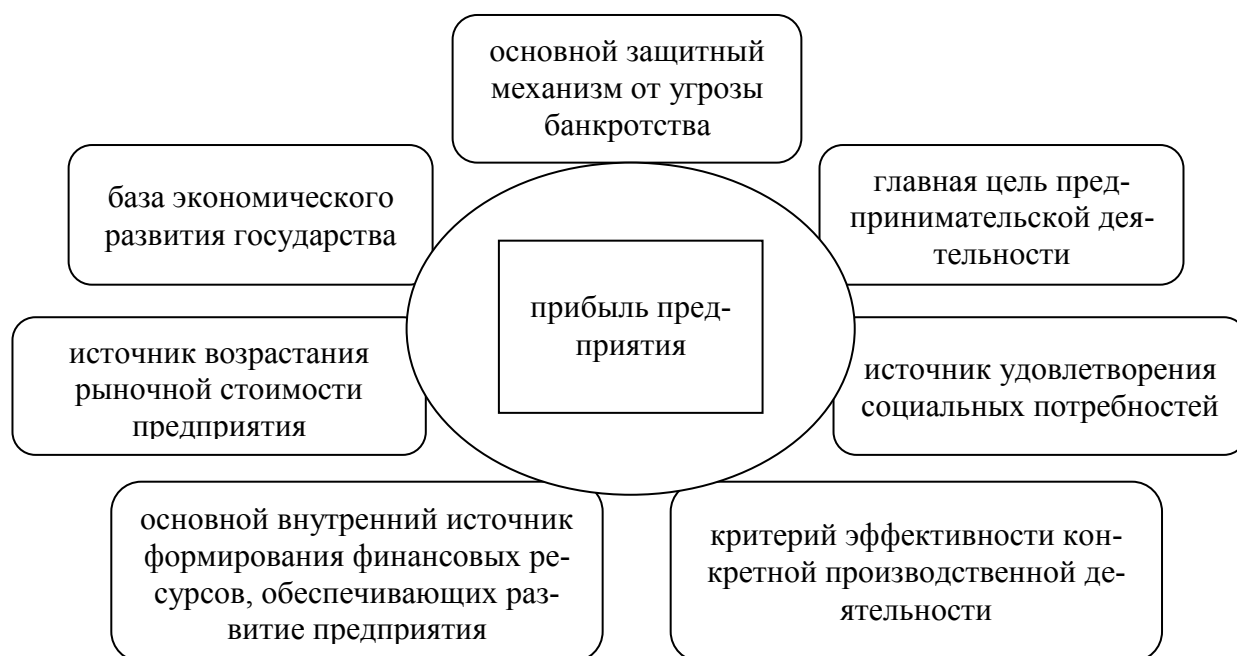 основной защитный
механизм от угрозы
банкротства
база экономического
развития государства
главная цель пред-
принимательской дея-
тельности
прибыль пред-
приятия
источник возрастания
рыночной стоимости
предприятия
источник удовлетворения
социальных потребностей
основной внутренний источник
формирования финансовых ре-
сурсов, обеспечивающих раз-
витие предприятия
критерий эффективности кон-
кретной производственной де-
ятельности